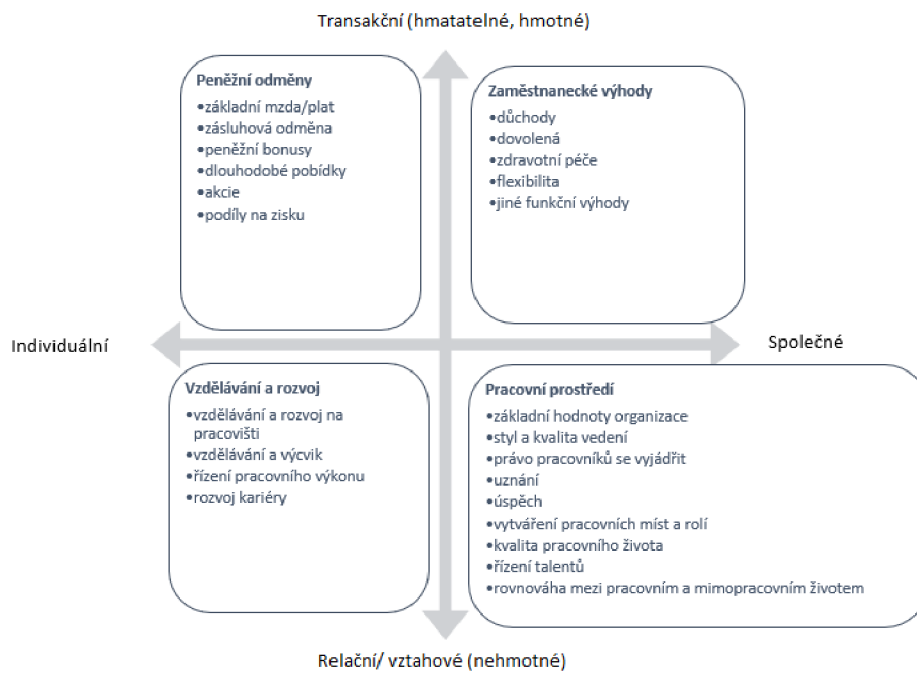 Transakční (hmatatelné, hmotné)
Peněžní odměny
•základní mzda/plat
•zásluhová odměna
•peněžní bonusy
•dlouhodobé pobídky
•akcie
•podíly na zisku
Zaměstnanecké výhody
•důchody
•dovolená
•zdravotní péče
•flexibilita
•jiné funkční výhody
Individuální
Společné
Vzdělávání a rozvoj
•vzdělávání a rozvoj na
pracovišti
•vzdělávání a výcvik
•řízení pracovního výkonu
•rozvoj kariéry
Pracovní prostředí
•základní hodnoty organizace
•styl a kvalita vedení
•právo pracovníků se vyjádřit
•uznání
•úspěch
•vytváření pracovních míst a rolí
•kvalita pracovního života
•řízení talentů
•rovnováha mezi pracovním a mimopracovním životem
Relační/ vztahové (nehmotné)